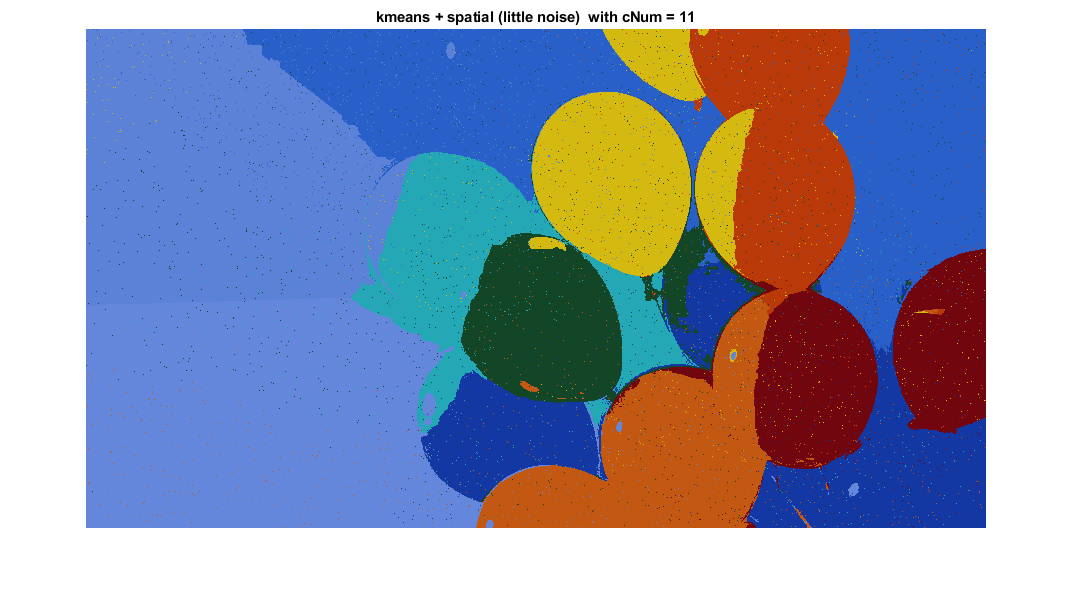 kmeans + spatial (little noise)  with cNum = 11